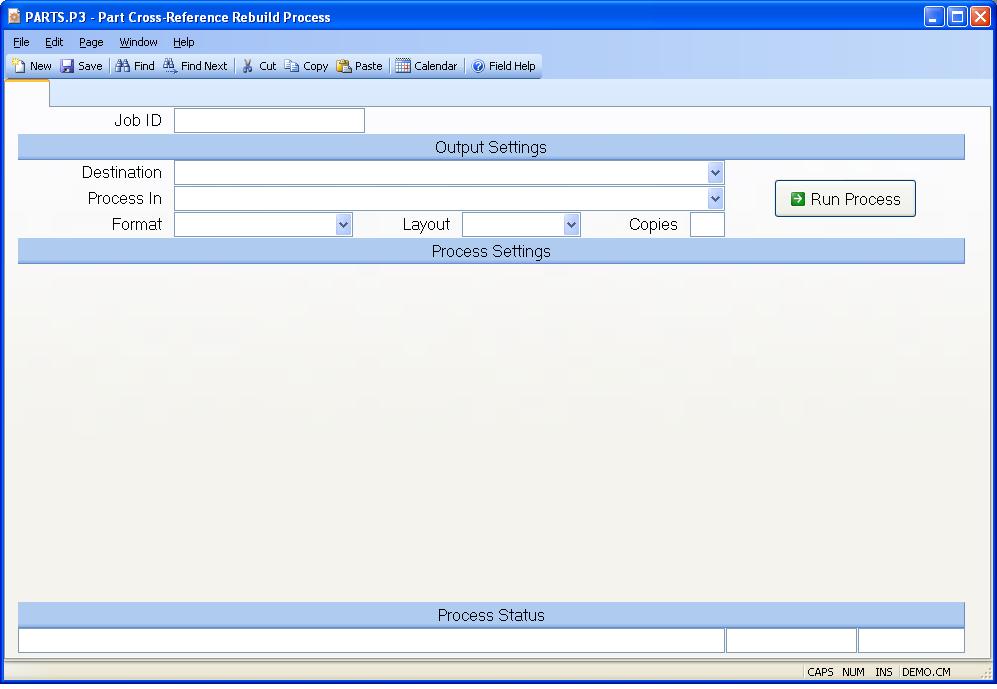 PARTS.P3 - Part Cross-Reference Rebuild Process
File Edit Page Window Help
New Save Find Find Next Cut Copy Paste Calendar Field Help
Job ID
Output Settings
Destination
Process In
Run Process
Format Layout Copies
Process Settings
Process Status
CAPS NUM INS DEMO.CM